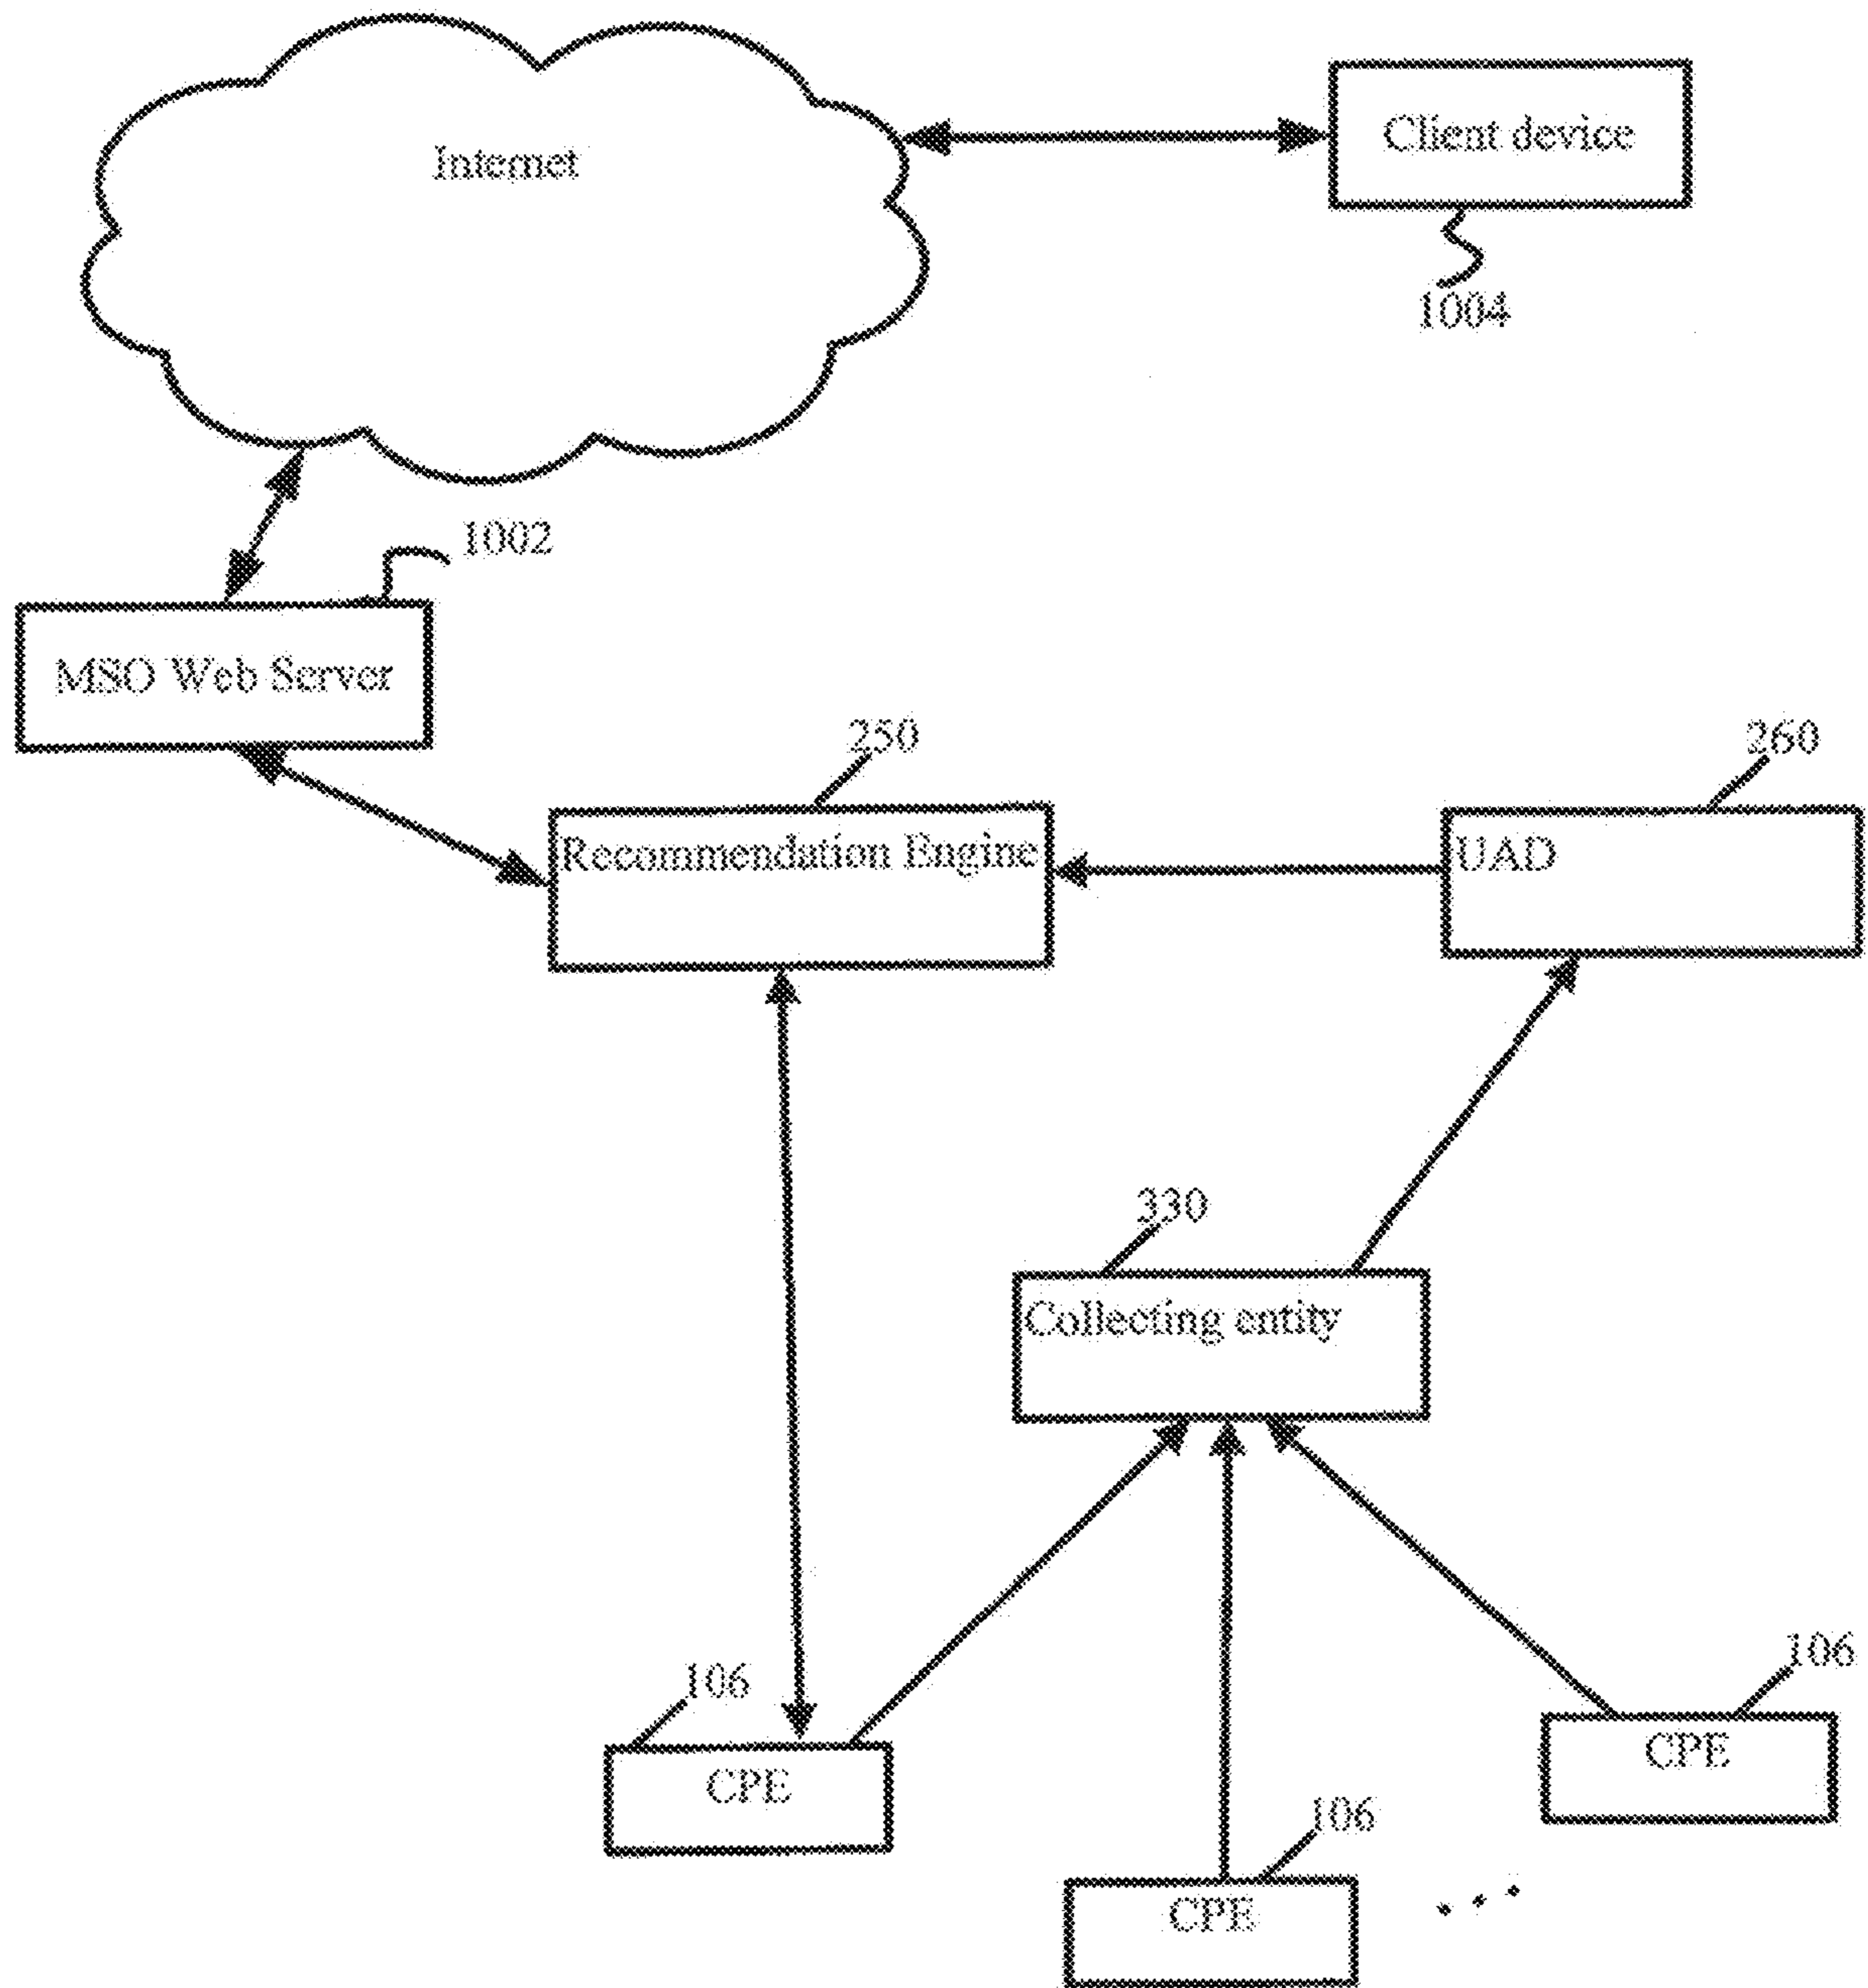 Internet
Client device
1004
1002
MSO Web Server
250
260
Recommendation Engine
UAD
330
Collecting entity
106
106
CPE
CPE
106
CPE